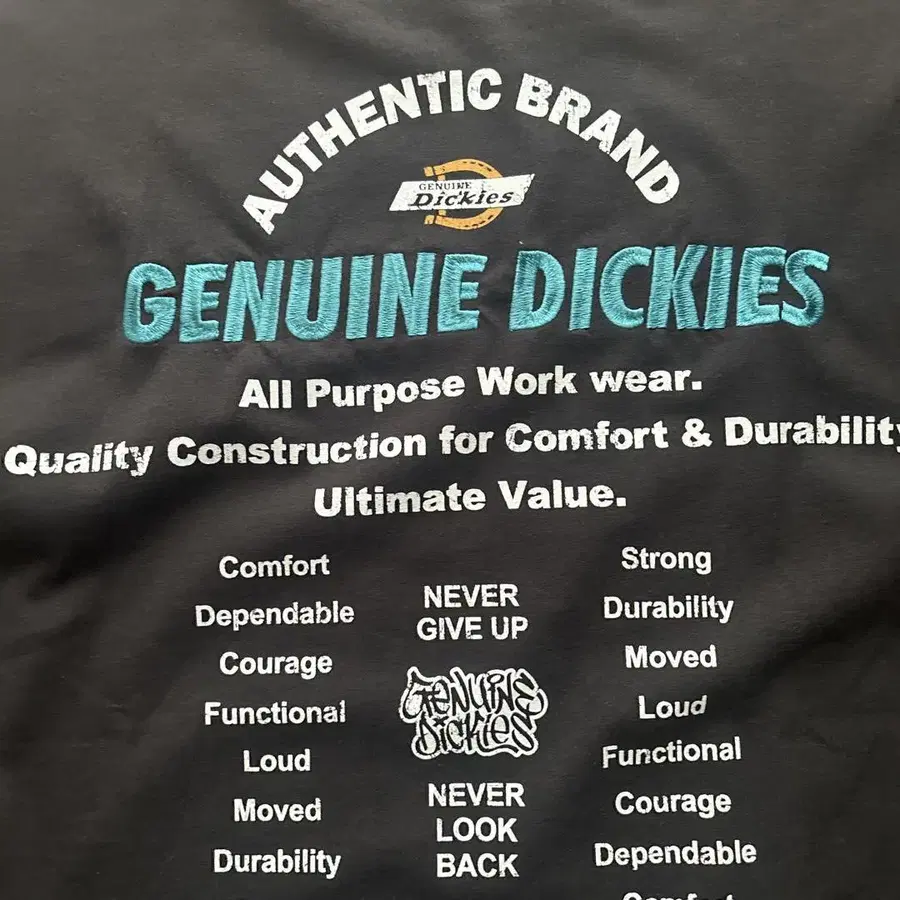 AUTHENTIC BRAND
GENUINE
Dickies
GENUINE DICKIES
All Purpose Work wear.
Quality Construction for Comfort & Durability
Ultimate Value.
Comfort
Dependable
Courage
Functional
Loud
Moved
Durability
NEVER
GIVE UP
GENUINE
DICKIES
NEVER
LOOK
BACK
Strong
Durability
Moved
Loud
Functional
Courage
Dependable